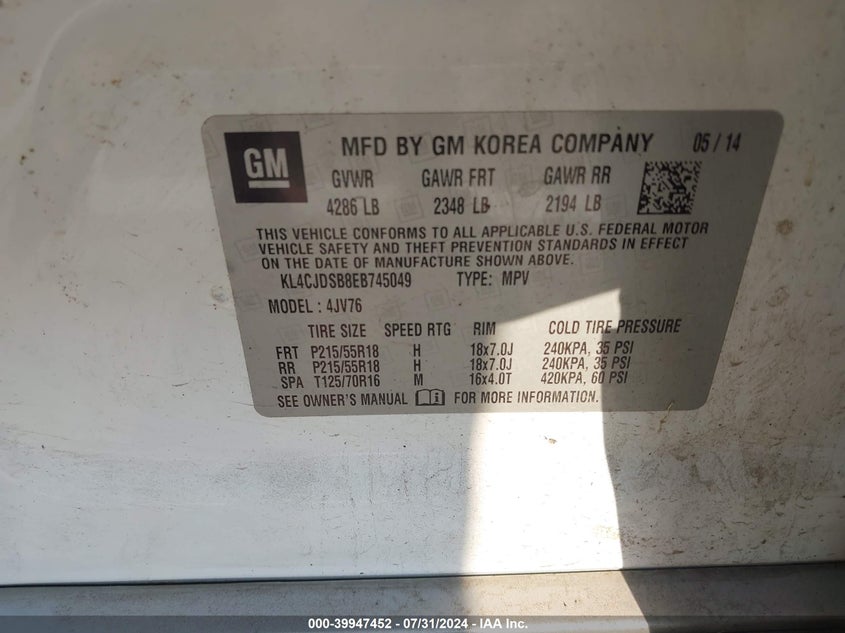 GM
MFD BY GM KOREA COMPANY 05/14
GVWR GAWR FRT GAWR RR
4286 LB 2348 LB 2194 LB
THIS VEHICLE CONFORMS TO ALL APPLICABLE U.S. FEDERAL MOTOR
VEHICLE SAFETY AND THEFT PREVENTION STANDARDS IN EFFECT
ON THE DATE OF MANUFACTURE SHOWN ABOVE.
KL4CJDSB8EB745049 TYPE: MPV
MODEL: 4JV76
TIRE SIZE SPEED RTG RIM COLD TIRE PRESSURE
FRT P215/55R18 H 18x7.0J 240KPA, 35 PSI
RR P215/55R18 H 18x7.0J 240KPA, 35 PSI
SPA T125/70R16 M 16x4.0T 420KPA, 60 PSI
SEE OWNER'S MANUAL FOR MORE INFORMATION.
000-39947452 - 07/31/2024 - IAA Inc.